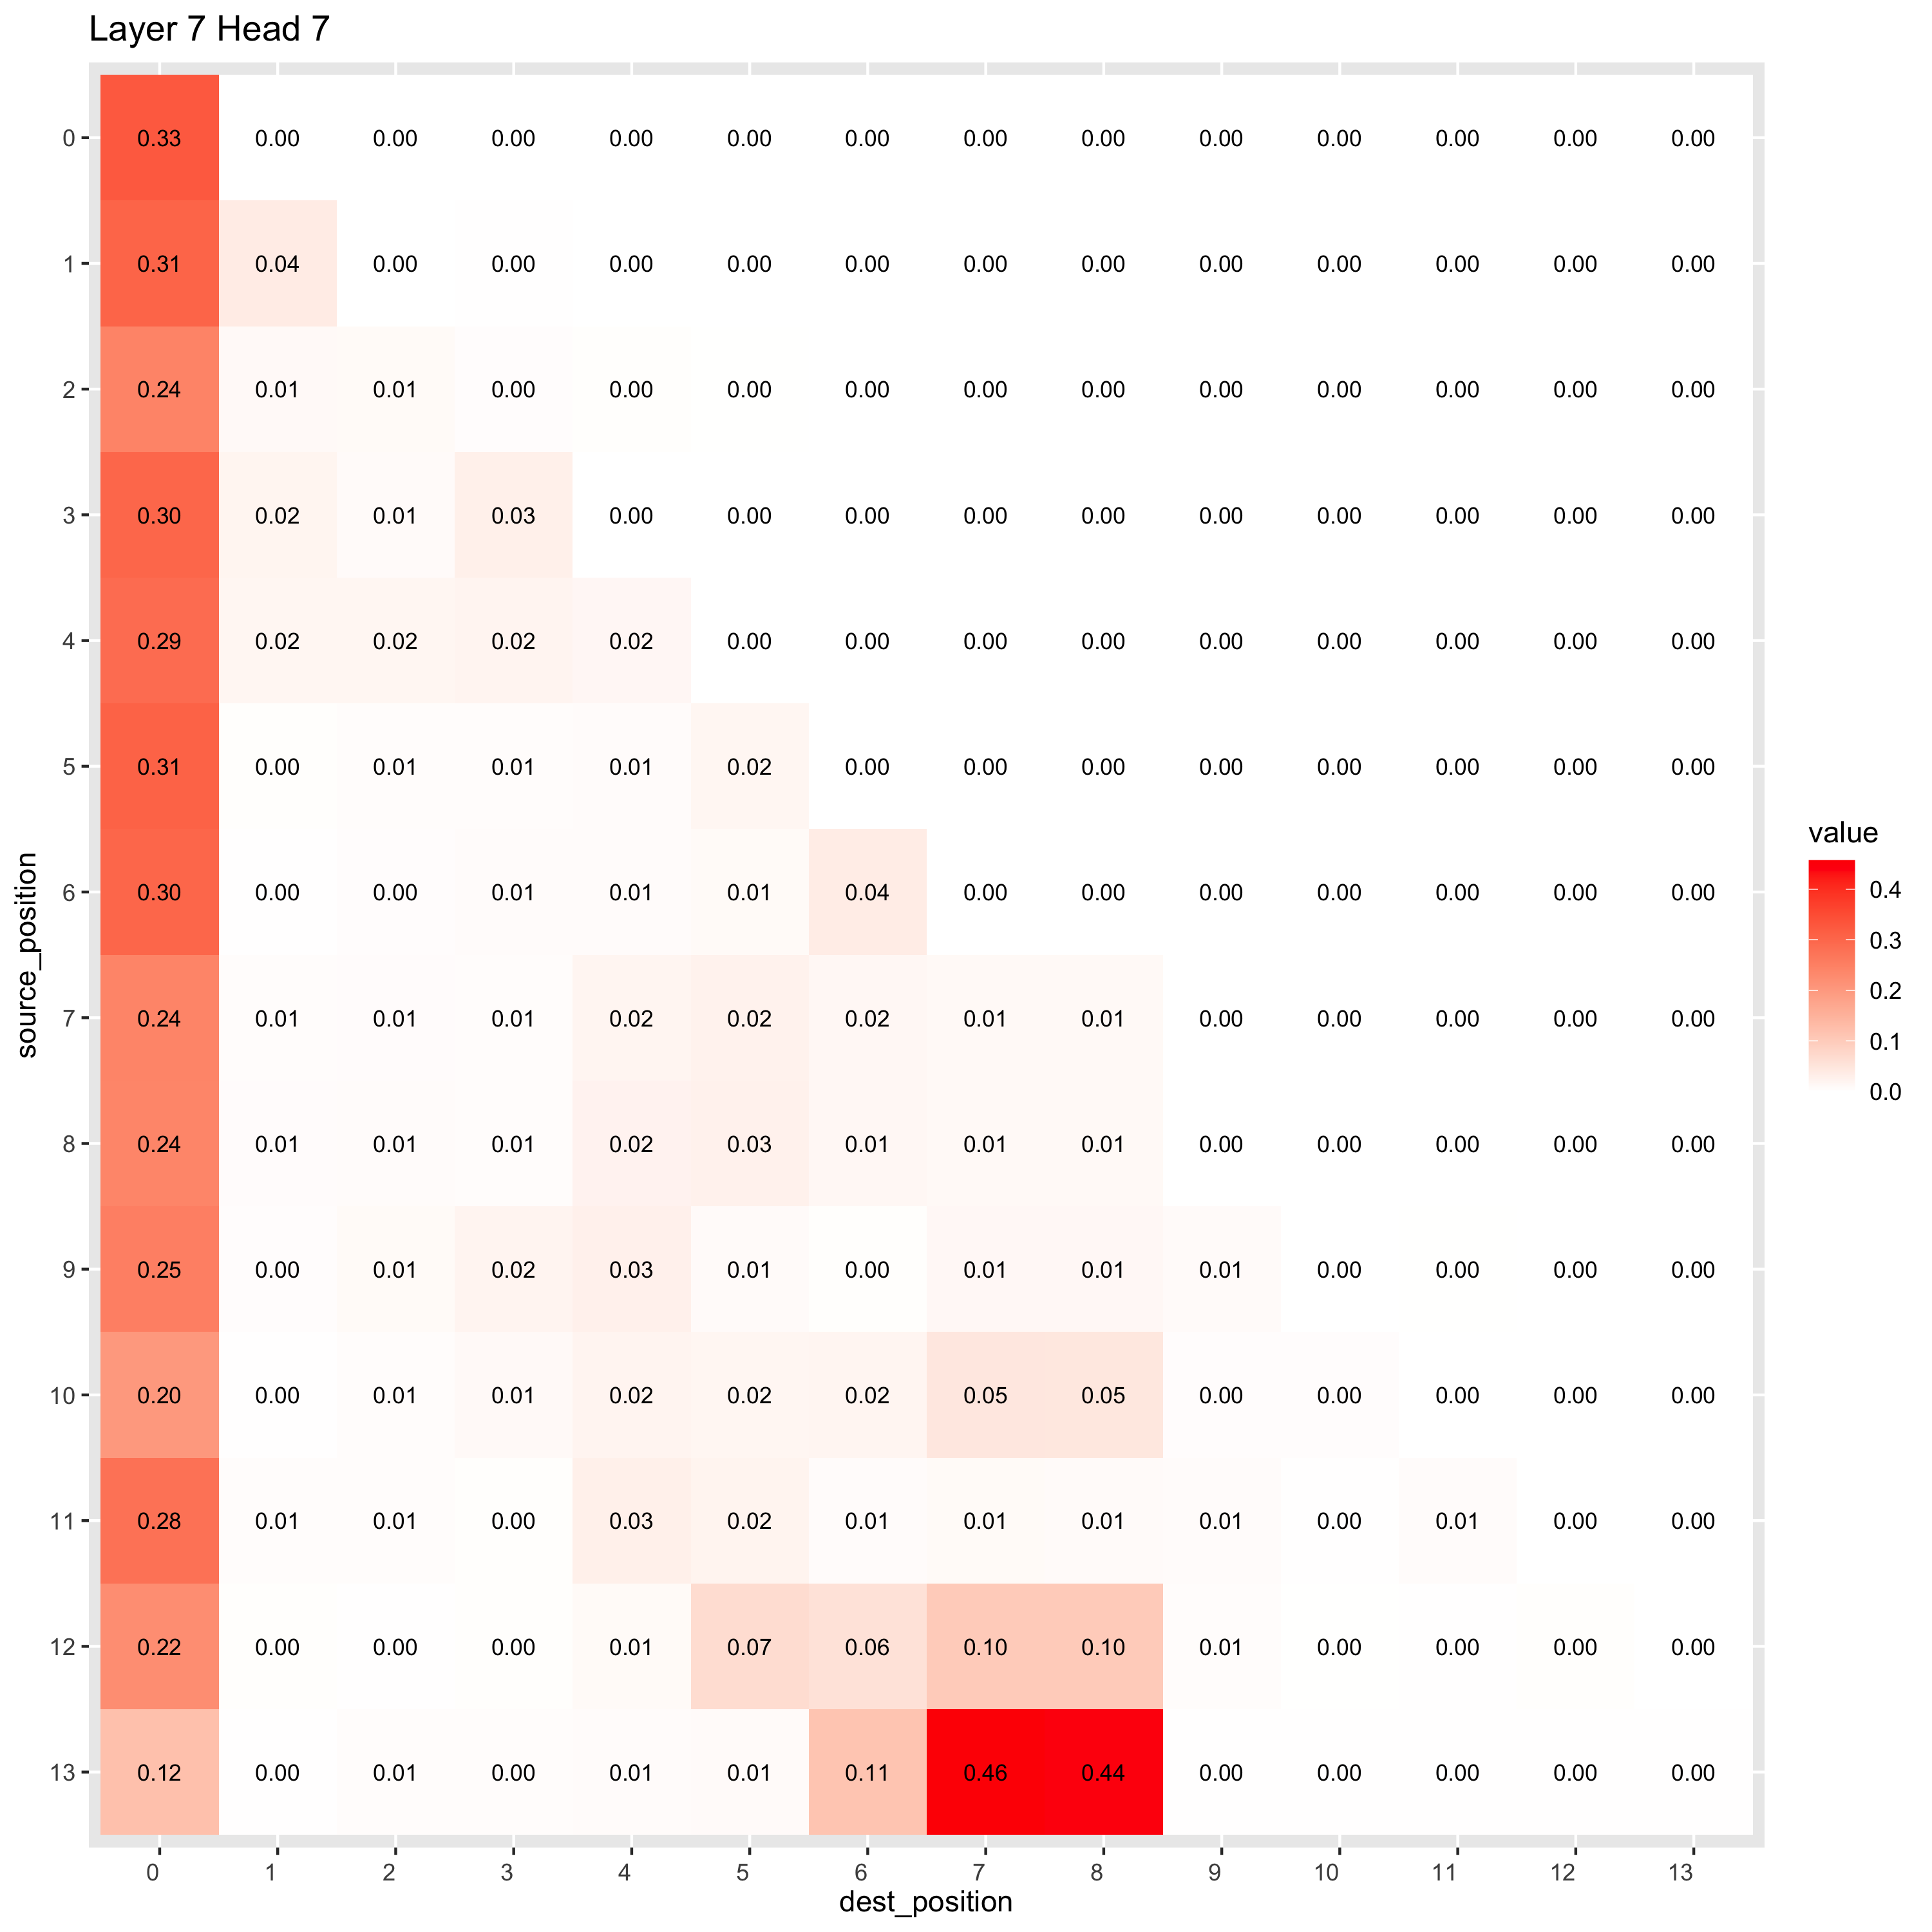 Layer 7 Head 7
0 0.33 0.00 0.00 0.00 0.00 0.00 0.00 0.00 0.00 0.00 0.00 0.00 0.00 0.00
1 0.31 0.04 0.00 0.00 0.00 0.00 0.00 0.00 0.00 0.00 0.00 0.00 0.00 0.00
2 0.24 0.01 0.01 0.00 0.00 0.00 0.00 0.00 0.00 0.00 0.00 0.00 0.00 0.00
3 0.30 0.02 0.01 0.03 0.00 0.00 0.00 0.00 0.00 0.00 0.00 0.00 0.00 0.00
4 0.29 0.02 0.02 0.02 0.02 0.00 0.00 0.00 0.00 0.00 0.00 0.00 0.00 0.00
5 0.31 0.00 0.01 0.01 0.01 0.02 0.00 0.00 0.00 0.00 0.00 0.00 0.00 0.00
6 0.30 0.00 0.00 0.01 0.01 0.01 0.04 0.00 0.00 0.00 0.00 0.00 0.00 0.00
7 0.24 0.01 0.01 0.01 0.02 0.02 0.02 0.01 0.01 0.00 0.00 0.00 0.00 0.00
8 0.24 0.01 0.01 0.01 0.02 0.03 0.01 0.01 0.01 0.00 0.00 0.00 0.00 0.00
9 0.25 0.00 0.01 0.02 0.03 0.01 0.00 0.01 0.01 0.01 0.00 0.00 0.00 0.00
10 0.20 0.00 0.01 0.01 0.02 0.02 0.02 0.05 0.05 0.00 0.00 0.00 0.00 0.00
11 0.28 0.01 0.01 0.00 0.03 0.02 0.01 0.01 0.01 0.01 0.00 0.01 0.00 0.00
12 0.22 0.00 0.00 0.00 0.01 0.07 0.06 0.10 0.10 0.01 0.00 0.00 0.00 0.00
13 0.12 0.00 0.01 0.00 0.01 0.01 0.11 0.46 0.44 0.00 0.00 0.00 0.00 0.00
0 1 2 3 4 5 6 7 8 9 10 11 12 13
dest_position
source_position
value
0.4
0.3
0.2
0.1
0.0